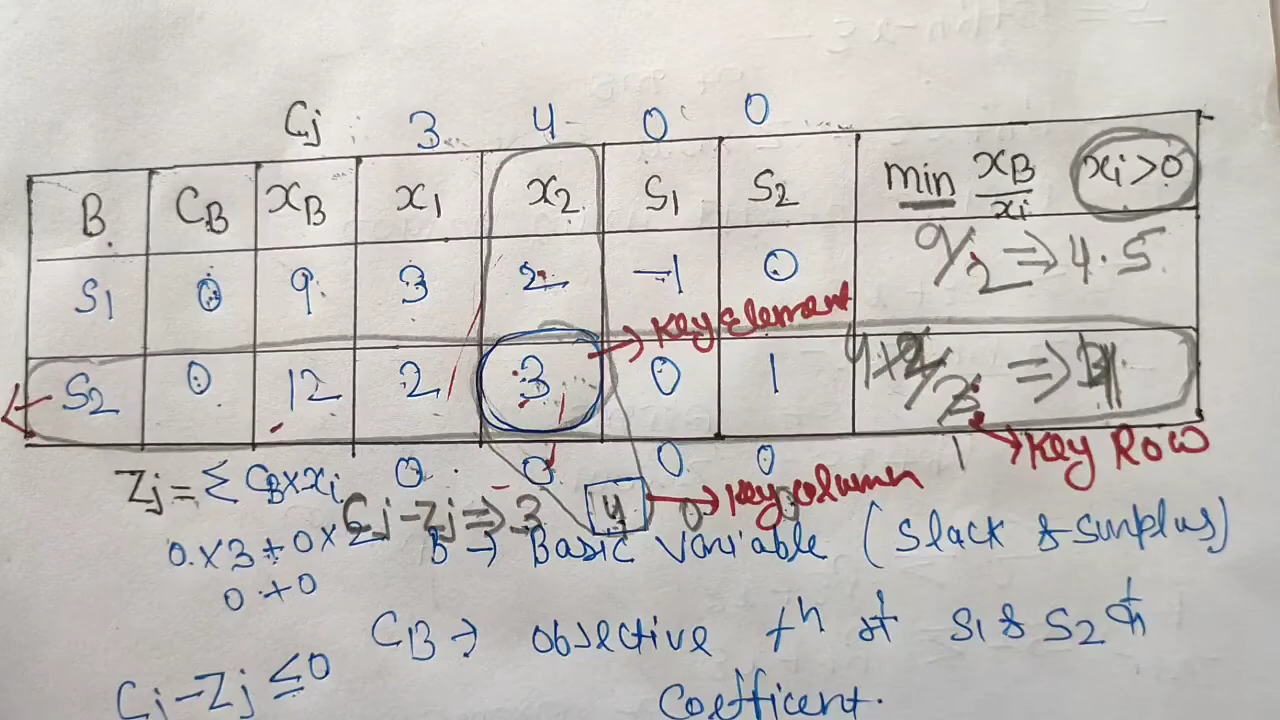 Cj : 3 4 0 0
B CB xB x1 x2 S1 S2 min xB/xi xi>0
S1 0 9 3 2 -1 0 9/2 ⇒ 4.5
Key Element
S2 0 12 2 3 0 1 ⇒
Key Row
Zj = Σ CB×xi 0 0 0 0
Key column
Cj-Zj ⇒ 3 4 0 0
0×3+0×2
B → Basic variable (Slack & Surplus)
0+0
CB → Objective fn of S1 & S2
Cj-Zj ≤0
Coefficent.